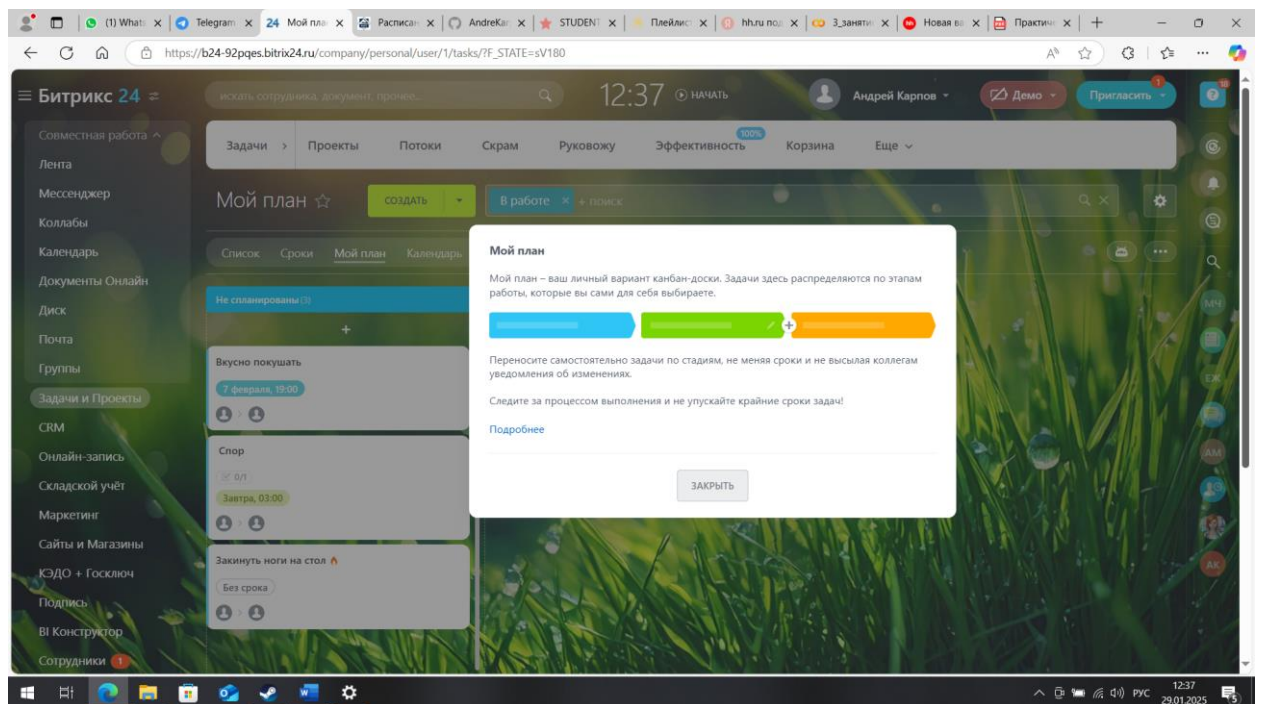 (1) Whats
Telegram
24 Мой план
Расписан
AndreKar
STUDENT
Плейлис
hh.ru
3_заняти
Новая ва
Практич
https://b24-92pqes.bitrix24.ru/company/personal/user/1/tasks/?F_STATE=sV180
Битрикс 24
искать сотрудника, документ, прочее...
12:37 НАЧАТЬ
Андрей Карпов
Демо
Пригласить
1
18
Совместная работа
Лента
Мессенджер
Коллабы
Календарь
Документы Онлайн
Диск
Почта
Группы
Задачи и Проекты
CRM
Онлайн-запись
Складской учёт
Маркетинг
Сайты и Магазины
КЭДО + Госключ
Подпись
BI Конструктор
Сотрудники 1
Задачи
Проекты
Потоки
Скрам
Руковожу
Эффективность
100%
Корзина
Еще
Мой план
СОЗДАТЬ
В работе × + поиск
Список
Сроки
Мой план
Календарь
Не спланированы (3)
+
Вкусно покушать
7 февраля, 19:00
Спор
0/1
Завтра, 03:00
Закинуть ноги на стол
Без срока
Мой план
Мой план – ваш личный вариант канбан-доски. Задачи здесь распределяются по этапам
работы, которые вы сами для себя выбираете.
Переносите самостоятельно задачи по стадиям, не меняя сроки и не высылая коллегам
уведомления об изменениях.
Следите за процессом выполнения и не упускайте крайние сроки задач!
Подробнее
ЗАКРЫТЬ
МЧ
ЕЖ
АМ
АК
РУС
12:37
29.01.2025
5